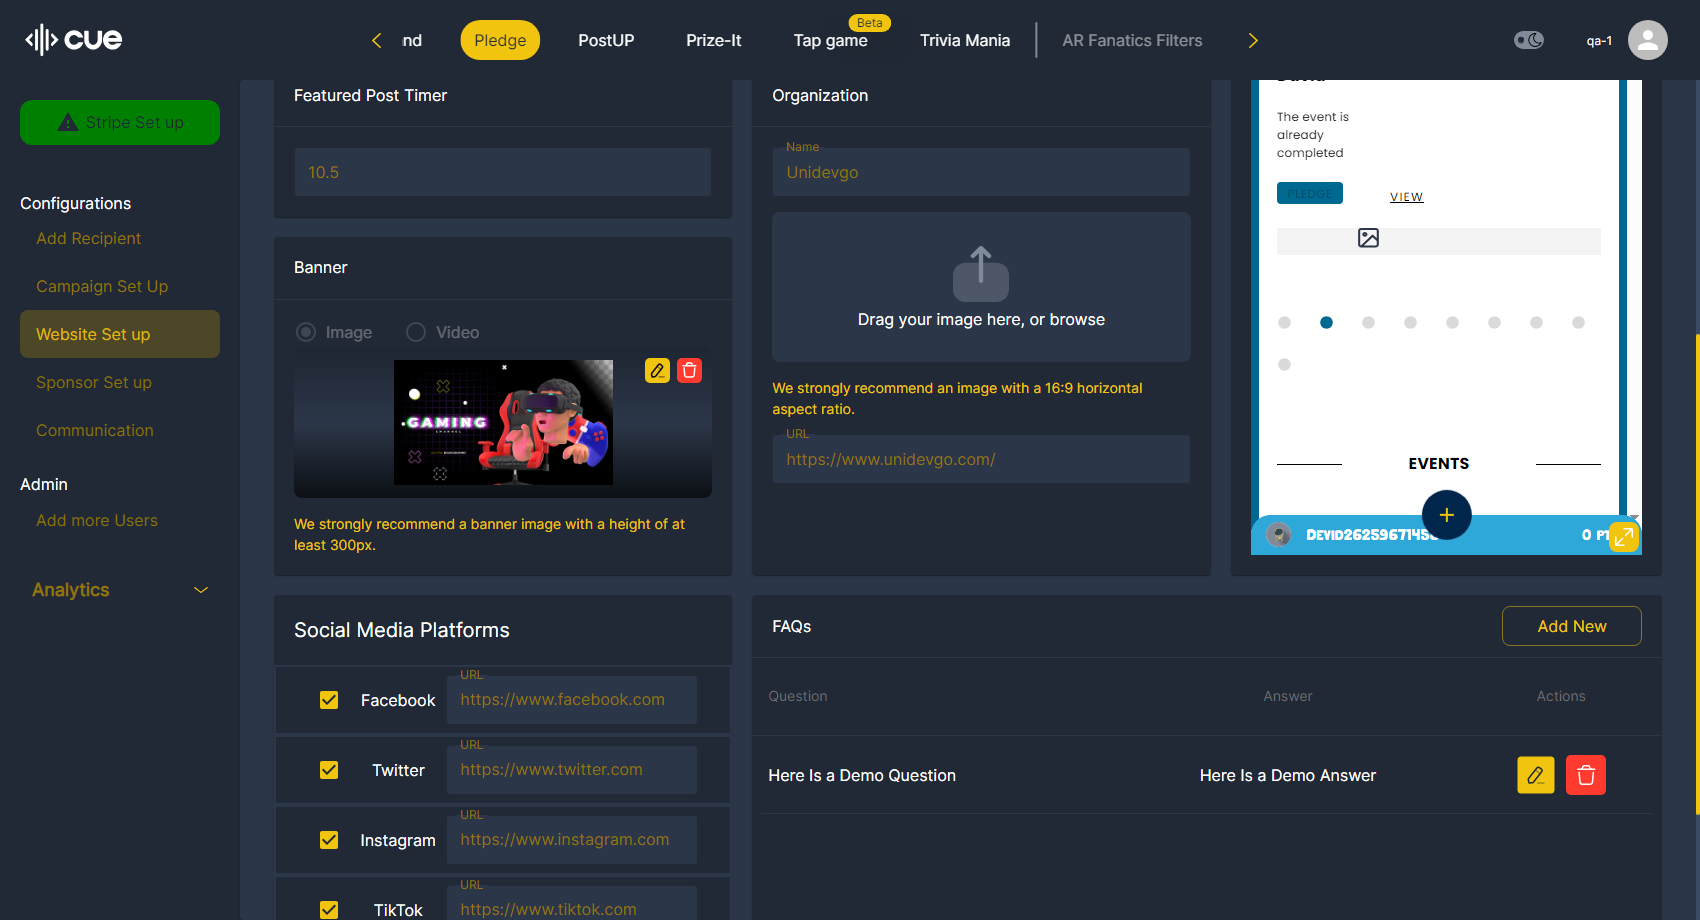 cue
nd
Pledge
PostUP
Prize-It
Beta
Tap game
Trivia Mania
AR Fanatics Filters
qa-1
Stripe Set up
Configurations
Add Recipient
Campaign Set Up
Website Set up
Sponsor Set up
Communication
Admin
Add more Users
Analytics
Featured Post Timer
10.5
Banner
Image
Video
GAMING
We strongly recommend a banner image with a height of at
least 300px.
Organization
Name
Unidevgo
Drag your image here, or browse
We strongly recommend an image with a 16:9 horizontal
aspect ratio.
URL
https://www.unidevgo.com/
The event is
already
completed
PLEDGE
VIEW
EVENTS
0 PT
Social Media Platforms
Facebook
URL
https://www.facebook.com
Twitter
URL
https://www.twitter.com
Instagram
URL
https://www.instagram.com
TikTok
URL
https://www.tiktok.com
FAQs
Add New
Question
Answer
Actions
Here Is a Demo Question
Here Is a Demo Answer